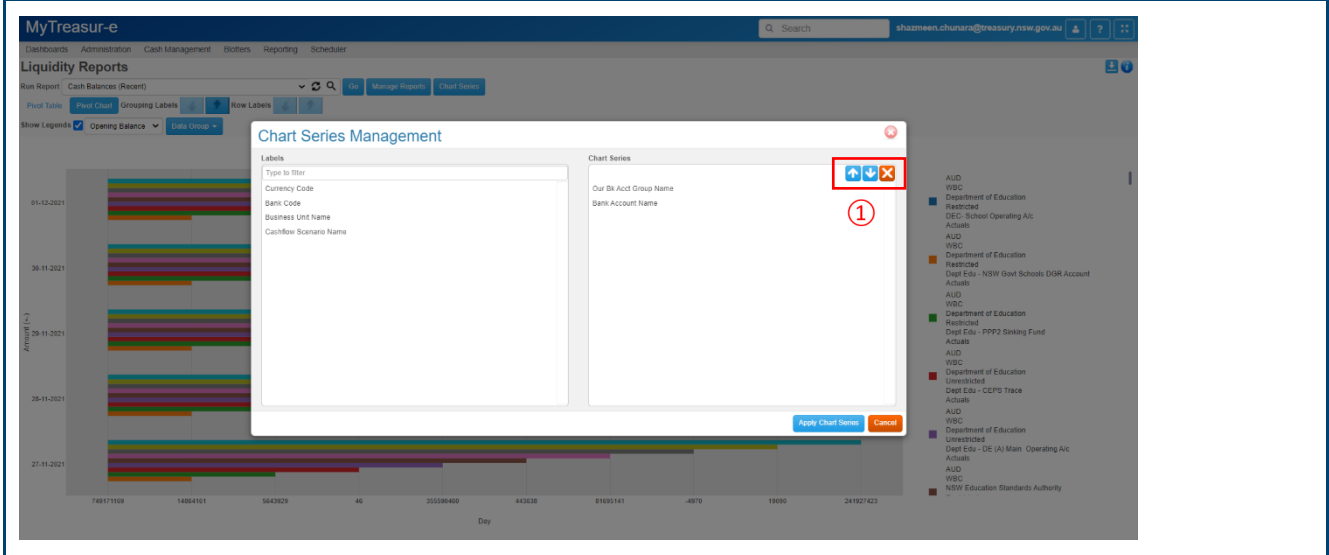 MyTreasur-e
Search
shazmeen.chunara@treasury.nsw.gov.au
?
Dashboards Administration Cash Management Blotters Reporting Scheduler
Liquidity Reports
Run Report Cash Balances (Recent) Go Manage Reports Chart Series
Pivot Table Pivot Chart Grouping Labels Row Labels
Show Legends Opening Balance Data Group
Chart Series Management
Labels
Type to filter
Currency Code
Bank Code
Business Unit Name
Cashflow Scenario Name
Chart Series
Our Bk Acct Group Name
Bank Account Name
①
Apply Chart Series Cancel
01-12-2021
30-11-2021
29-11-2021
28-11-2021
27-11-2021
Amount (+-)
749171169 14064161 5643829 46 255598460 443630 81695141 -4970 19090 241927423
Day
AUD
WBC
Department of Education
Restricted
DEC- School Operating A/c
Actuals
AUD
WBC
Department of Education
Restricted
Dept Edu - NSW Govt Schools DGR Account
Actuals
AUD
WBC
Department of Education
Restricted
Dept Edu - PPP2 Sinking Fund
Actuals
AUD
WBC
Department of Education
Unrestricted
Dept Edu - CEPS Trace
Actuals
AUD
WBC
Department of Education
Unrestricted
Dept Edu - DE (A) Main Operating A/c
Actuals
AUD
WBC
NSW Education Standards Authority